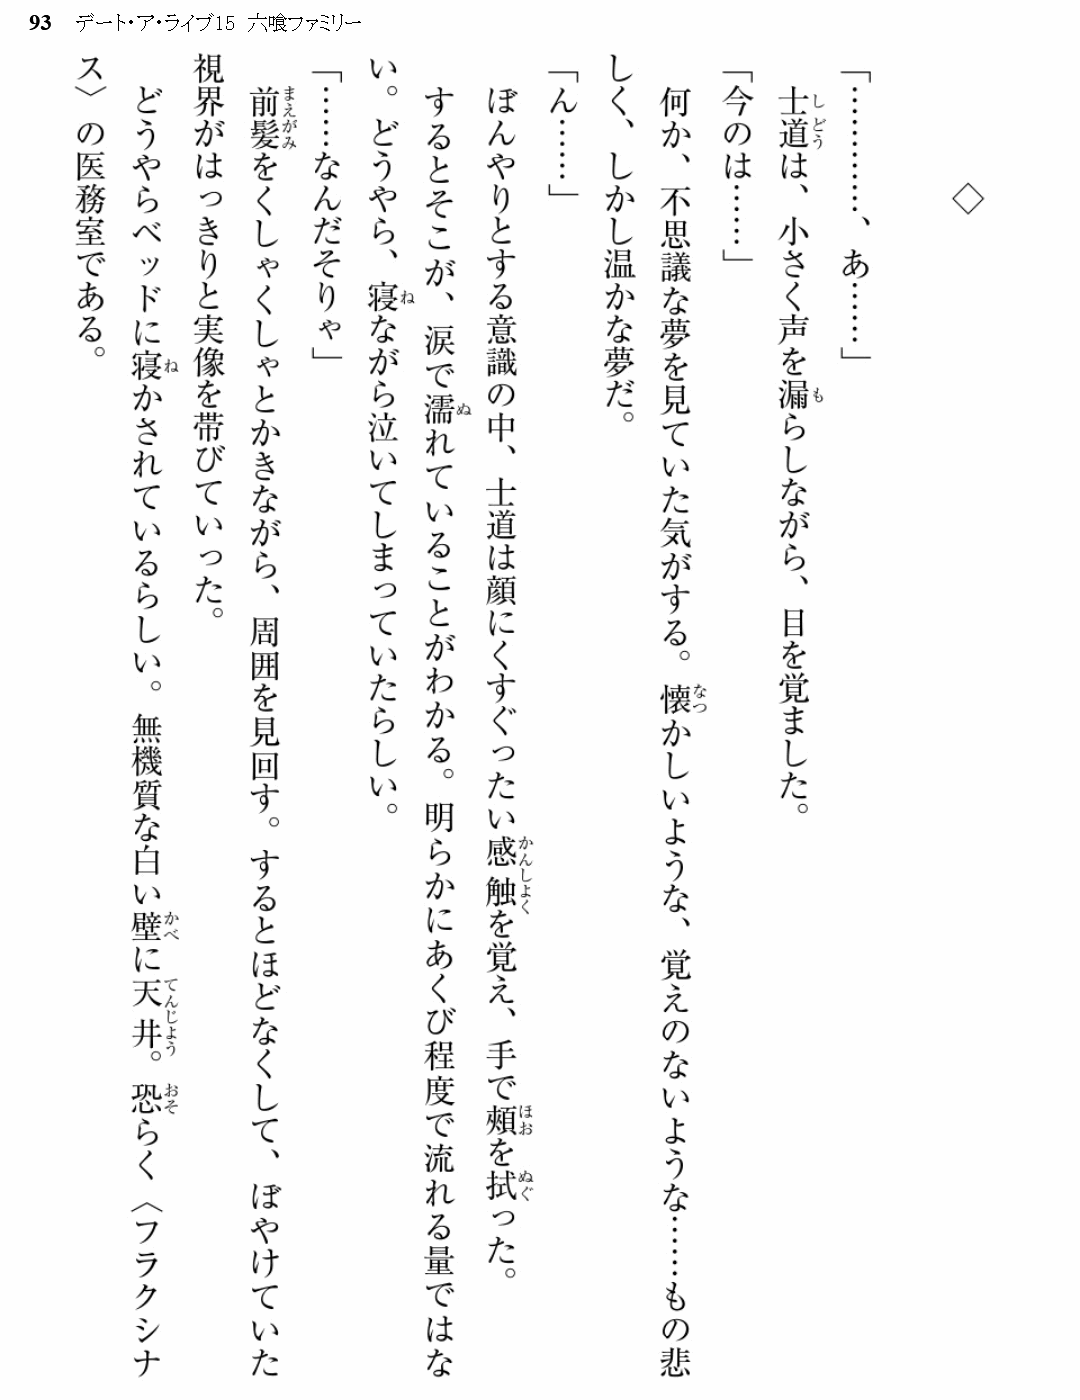 93 デート・ア・ライブ15 六喰ファミリー
◇
「…………、あ……」
士道は、小さく声を漏らしながら、目を覚ました。
「今のは……」
何か、不思議な夢を見ていた気がする。懐かしいような、覚えのないような……もの悲
しく、しかし温かな夢だ。
「ん……」
ぼんやりとする意識の中、士道は顔にくすぐったい感触を覚え、手で頰を拭った。
するとそこが、涙で濡れていることがわかる。明らかにあくび程度で流れる量ではな
い。どうやら、寝ながら泣いてしまっていたらしい。
「……なんだそりゃ」
前髪をくしゃくしゃとかきながら、周囲を見回す。するとほどなくして、ぼやけていた
視界がはっきりと実像を帯びていった。
どうやらベッドに寝かされているらしい。無機質な白い壁に天井。恐らく〈フラクシナ
ス〉の医務室である。